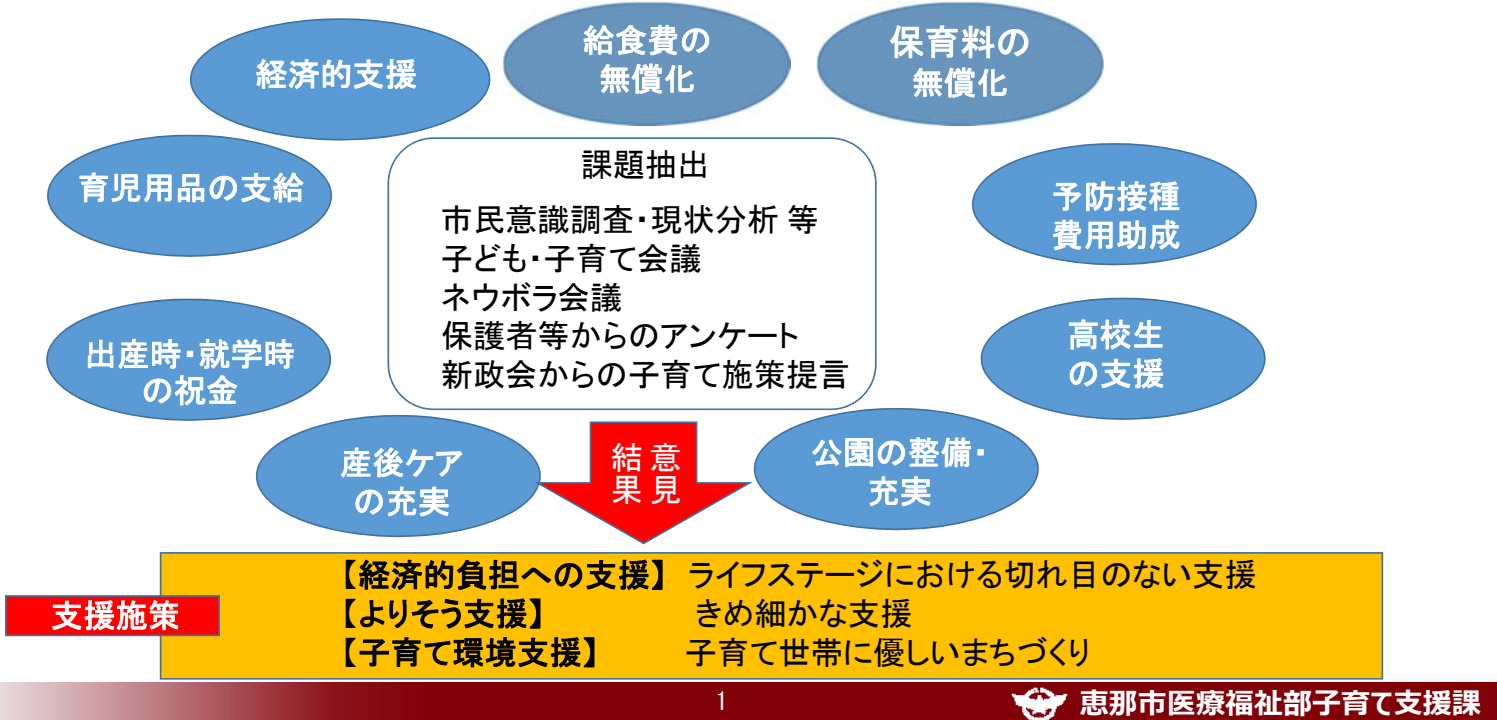 経済的支援
給食費の
無償化
保育料の
無償化
育児用品の支給
予防接種
費用助成
出産時・就学時
の祝金
高校生
の支援
産後ケア
の充実
公園の整備・
充実
課題抽出
市民意識調査・現状分析 等
子ども・子育て会議
ネウボラ会議
保護者等からのアンケート
新政会からの子育て施策提言
意見
結果
支援施策
【経済的負担への支援】 ライフステージにおける切れ目のない支援
【よりそう支援】 きめ細かな支援
【子育て環境支援】 子育て世帯に優しいまちづくり
1
恵那市医療福祉部子育て支援課